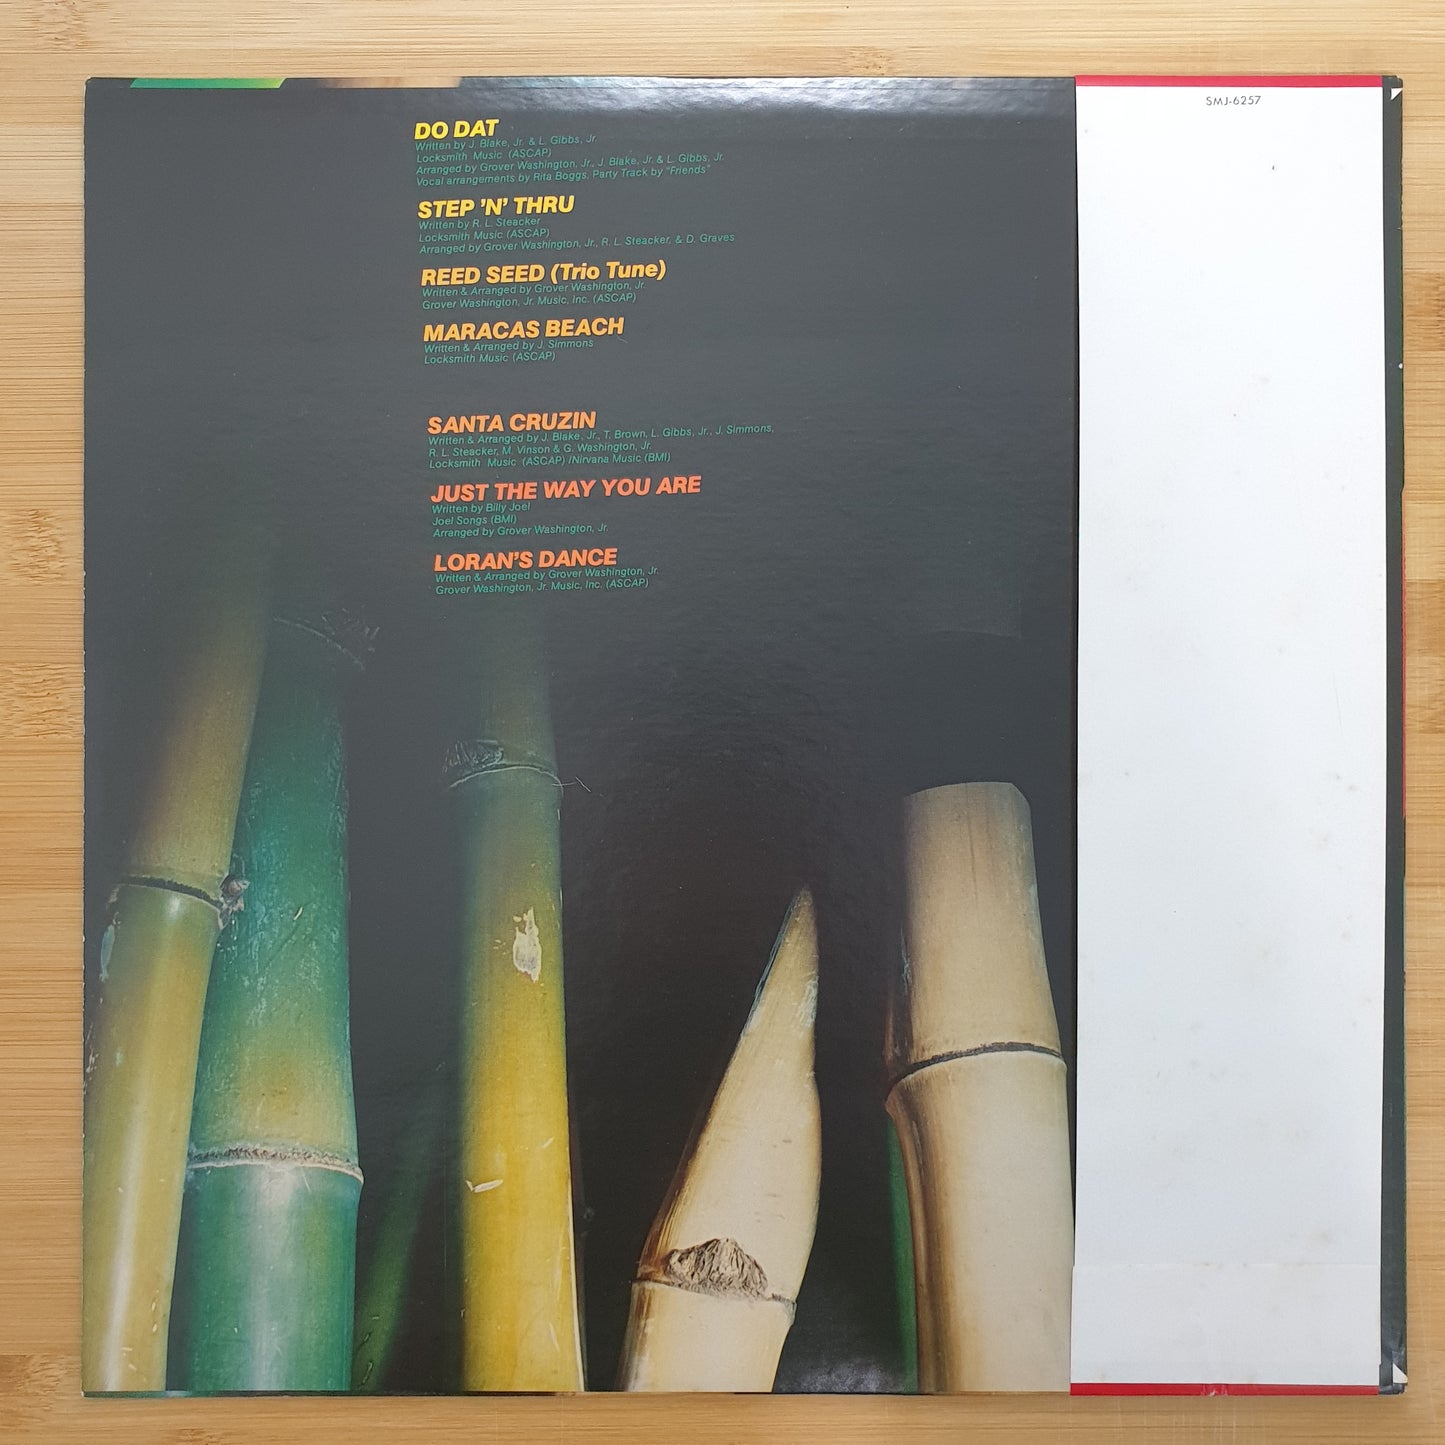 SMJ-6257
DO DAT
Written by J. Blake, Jr. & L. Gibbs, Jr.
Locksmith Music (ASCAP)
Arranged by Grover Washington, Jr., J. Blake, Jr. & L. Gibbs, Jr.
Vocal arrangements by Rita Boggs, Party Track by "Friends"
STEP 'N' THRU
Written by R. L. Steacker
Locksmith Music (ASCAP)
Arranged by Grover Washington, Jr., R. L. Steacker, & D. Graves
REED SEED (Trio Tune)
Written & Arranged by Grover Washington, Jr.
Grover Washington, Jr. Music, Inc. (ASCAP)
MARACAS BEACH
Written & Arranged by J. Simmons
Locksmith Music (ASCAP)
SANTA CRUZIN
Written & Arranged by J. Blake, Jr., T. Brown, L. Gibbs, Jr., J. Simmons,
R. L. Steacker, M. Vinson & G. Washington, Jr.
Locksmith Music (ASCAP) /Nirvana Music (BMI)
JUST THE WAY YOU ARE
Written by Billy Joel
Joel Songs (BMI)
Arranged by Grover Washington, Jr.
LORAN'S DANCE
Written & Arranged by Grover Washington, Jr.
Grover Washington, Jr. Music, Inc. (ASCAP)